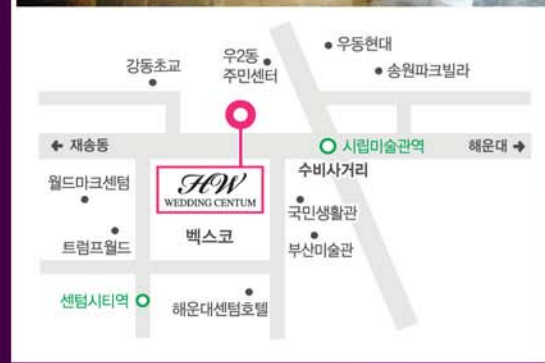 우동현대
우2동
주민센터
강동초교
송원파크빌라
← 재송동
시립미술관역
해운대 →
수비사거리
월드마크센텀
HW
WEDDING CENTUM
국민생활관
벡스코
트럼프월드
부산미술관
센텀시티역
해운대센텀호텔